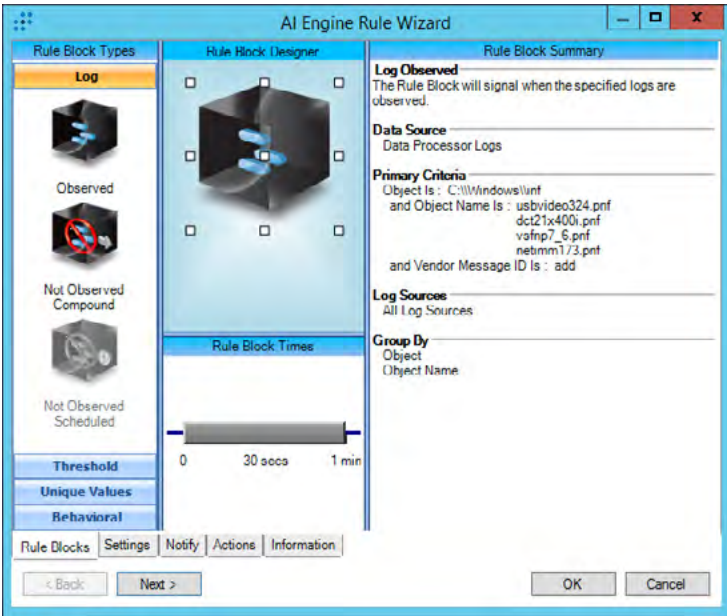 AI Engine Rule Wizard
Rule Block Types
Log
Observed
Not Observed
Compound
Not Observed
Scheduled
Threshold
Unique Values
Behavioral
Rule Block Designer
Rule Block Times
0 30 secs 1 min
Rule Block Summary
Log Observed
The Rule Block will signal when the specified logs are
observed.
Data Source
Data Processor Logs
Primary Criteria
Object Is : C:\\Windows\\inf
and Object Name Is : usbvideo324.pnf
dct21x400i.pnf
vsfnp7_6.pnf
netimm173.pnf
and Vendor Message ID Is : add
Log Sources
All Log Sources
Group By
Object
Object Name
Rule Blocks Settings Notify Actions Information
< Back Next > OK Cancel